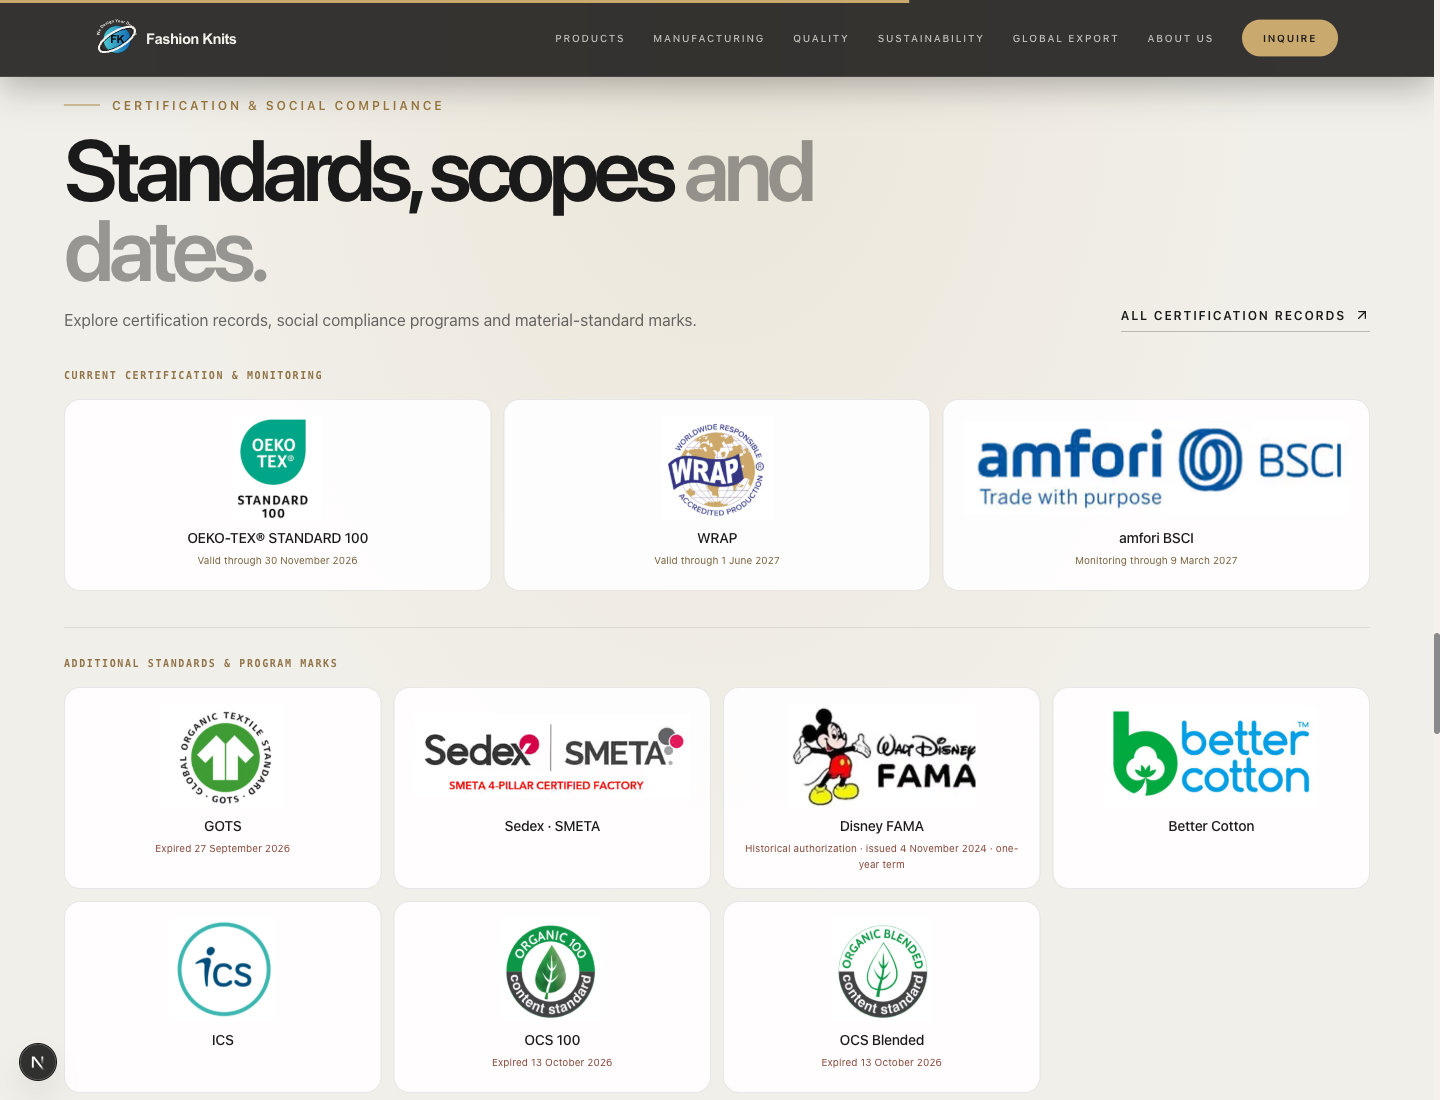 We Design Your Dream
FK
Fashion Knits
PRODUCTS
MANUFACTURING
QUALITY
SUSTAINABILITY
GLOBAL EXPORT
ABOUT US
INQUIRE
CERTIFICATION & SOCIAL COMPLIANCE
Standards, scopes and
dates.
Explore certification records, social compliance programs and material-standard marks.
ALL CERTIFICATION RECORDS
CURRENT CERTIFICATION & MONITORING
OEKO
TEX®
STANDARD
100
OEKO-TEX® STANDARD 100
Valid through 30 November 2026
WORLDWIDE RESPONSIBLE
WRAP
®
ACCREDITED PRODUCTION
WRAP
Valid through 1 June 2027
amfori BSCI
Trade with purpose
amfori BSCI
Monitoring through 9 March 2027
ADDITIONAL STANDARDS & PROGRAM MARKS
GLOBAL ORGANIC TEXTILE STANDARD · GOTS ·
GOTS
Expired 27 September 2026
Sedex | SMETA
SMETA 4-PILLAR CERTIFIED FACTORY
Sedex · SMETA
WALT DISNEY
FAMA
Disney FAMA
Historical authorization · issued 4 November 2024 · one-
year term
better
cotton
™
Better Cotton
ics
ICS
ORGANIC 100
content standard
OCS 100
Expired 13 October 2026
ORGANIC BLENDED
content standard
OCS Blended
Expired 13 October 2026
N